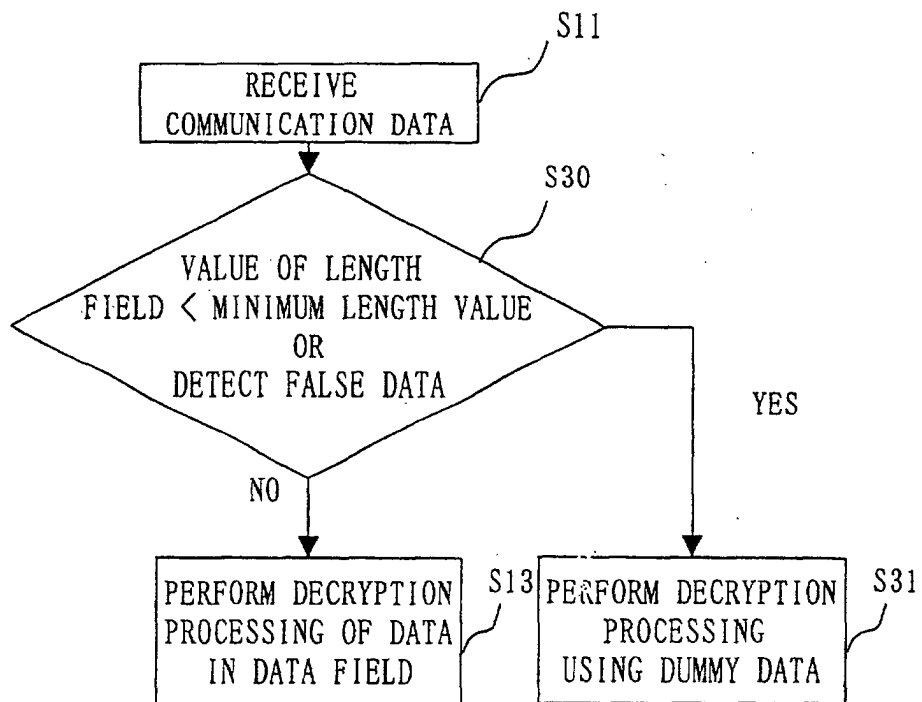 S11
RECEIVE
COMMUNICATION DATA
S30
VALUE OF LENGTH
FIELD < MINIMUM LENGTH VALUE
OR
DETECT FALSE DATA
YES
NO
S13
PERFORM DECRYPTION
PROCESSING OF DATA
IN DATA FIELD
S31
PERFORM DECRYPTION
PROCESSING
USING DUMMY DATA